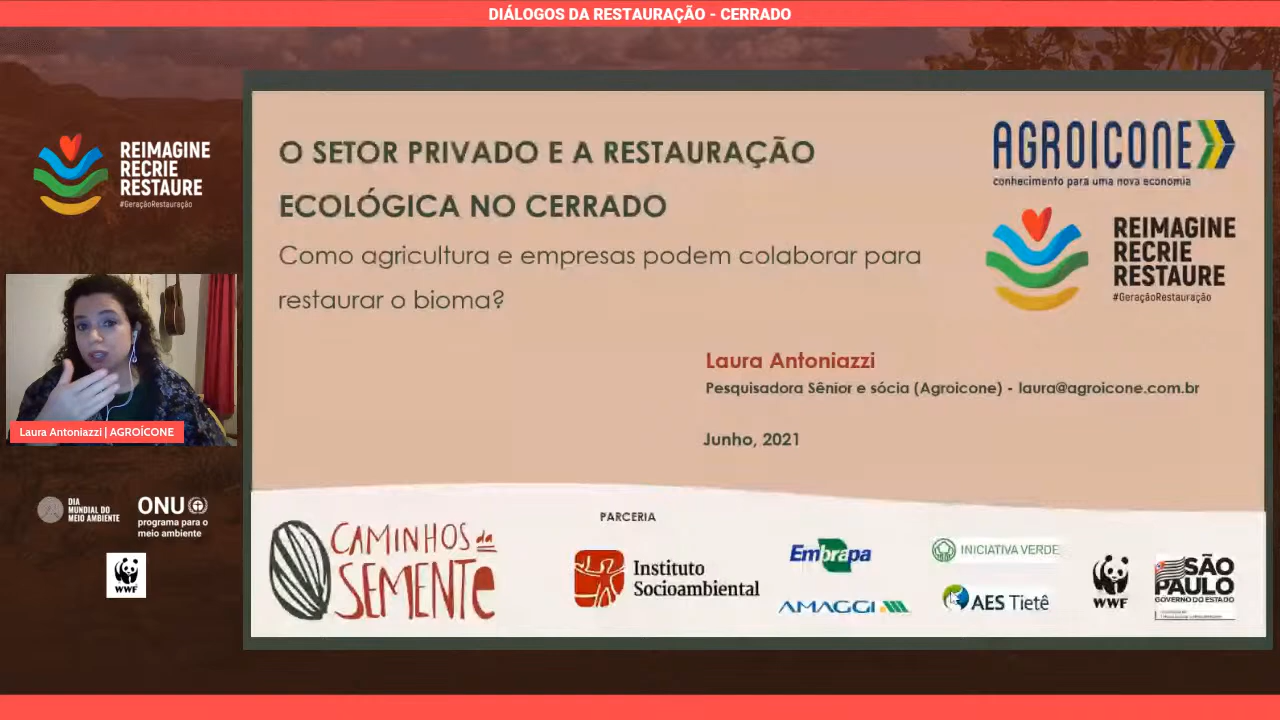 DIÁLOGOS DA RESTAURAÇÃO - CERRADO
REIMAGINE
RECRIE
RESTAURE
#GeraçãoRestauração
Laura Antoniazzi | AGROÍCONE
DIA
MUNDIAL DO
MEIO AMBIENTE
ONU
programa para o
meio ambiente
WWF
O SETOR PRIVADO E A RESTAURAÇÃO
ECOLÓGICA NO CERRADO
Como agricultura e empresas podem colaborar para
restaurar o bioma?
AGROICONE
conhecimento para uma nova economia
REIMAGINE
RECRIE
RESTAURE
#GeraçãoRestauração
Laura Antoniazzi
Pesquisadora Sênior e sócia (Agroicone) - laura@agroicone.com.br
Junho, 2021
CAMINHOS da
SEMENTE
PARCERIA
Instituto
Socioambiental
Embrapa
AMAGGI
INICIATIVA VERDE
AES Tietê
WWF
SÃO
PAULO
GOVERNO DO ESTADO